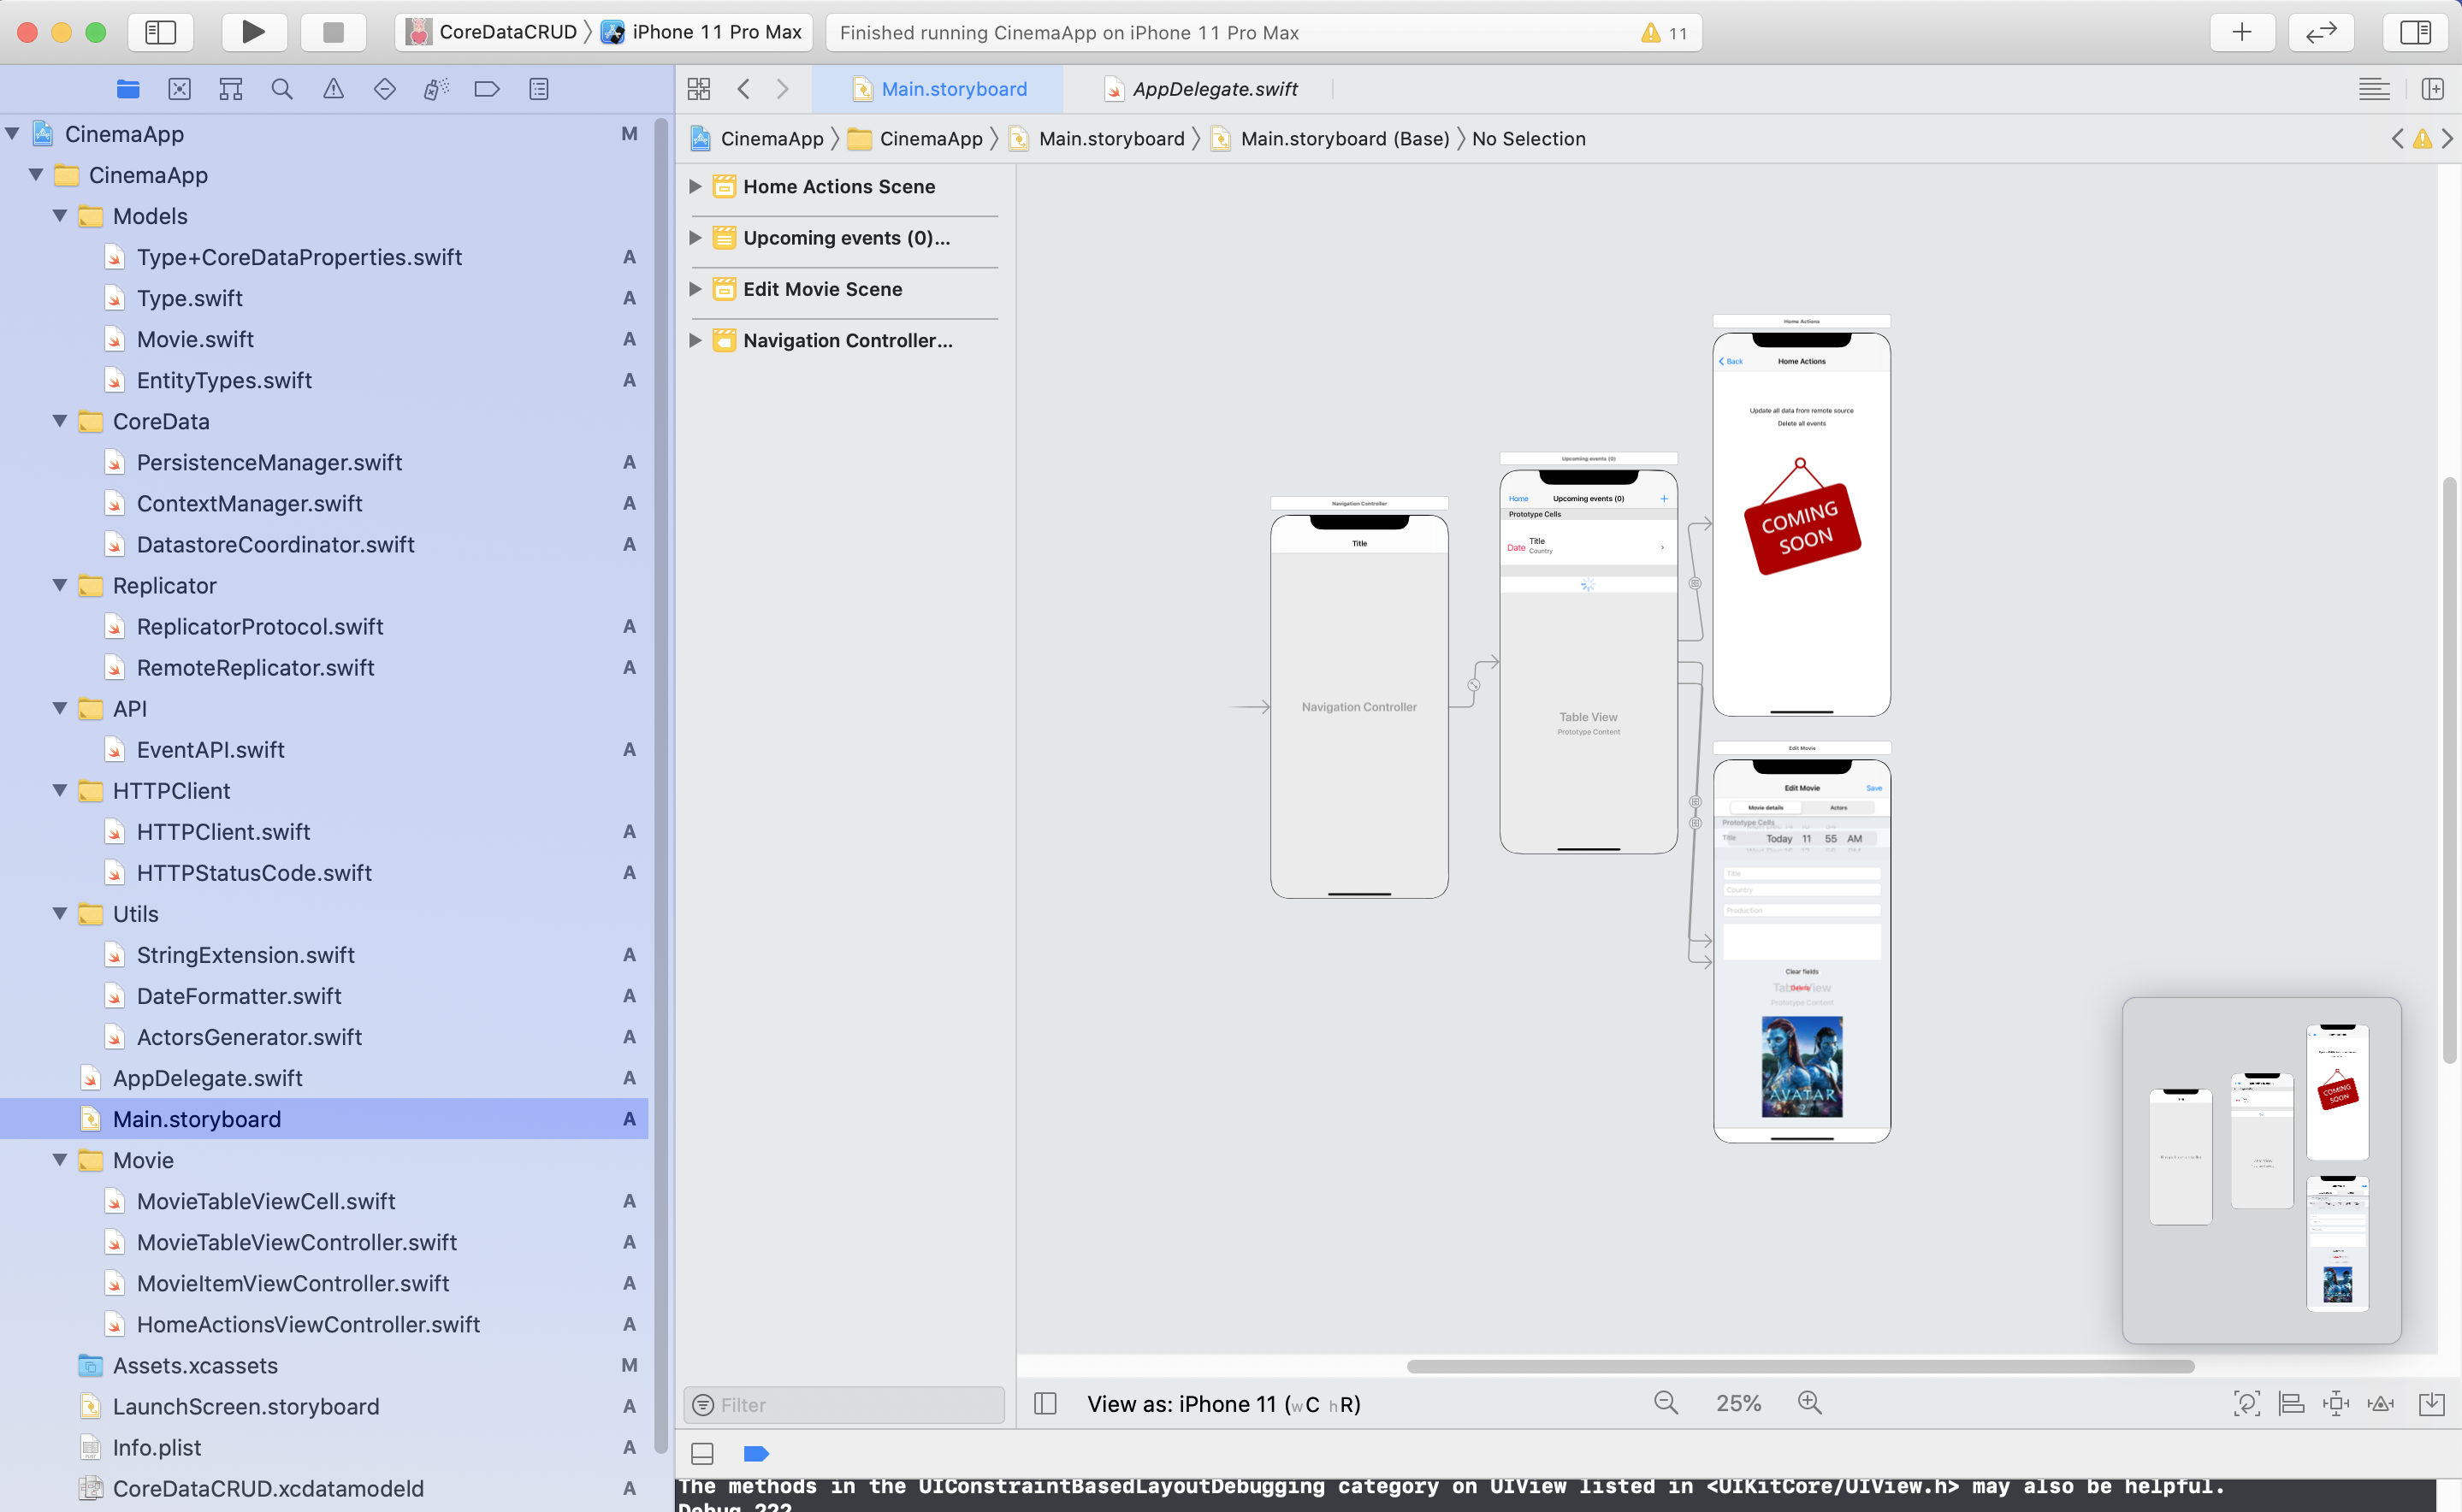 CoreDataCRUD
iPhone 11 Pro Max
Finished running CinemaApp on iPhone 11 Pro Max
11
Main.storyboard
AppDelegate.swift
CinemaApp
CinemaApp
Main.storyboard
Main.storyboard (Base)
No Selection
CinemaApp M
CinemaApp
Models
Type+CoreDataProperties.swift A
Type.swift A
Movie.swift A
EntityTypes.swift A
CoreData
PersistenceManager.swift A
ContextManager.swift A
DatastoreCoordinator.swift A
Replicator
ReplicatorProtocol.swift A
RemoteReplicator.swift A
API
EventAPI.swift A
HTTPClient
HTTPClient.swift A
HTTPStatusCode.swift A
Utils
StringExtension.swift A
DateFormatter.swift A
ActorsGenerator.swift A
AppDelegate.swift A
Main.storyboard A
Movie
MovieTableViewCell.swift A
MovieTableViewController.swift A
MovieItemViewController.swift A
HomeActionsViewController.swift A
Assets.xcassets M
LaunchScreen.storyboard A
Info.plist A
CoreDataCRUD.xcdatamodeld A
Home Actions Scene
Upcoming events (0)...
Edit Movie Scene
Navigation Controller...
Filter
Navigation Controller
Title
Navigation Controller
Upcoming events (0)
Home
Upcoming events (0)
+
Prototype Cells
Date
Title
Country
Table View
Prototype Content
Home Actions
Back
Home Actions
Update all data from remote source
Delete all events
COMING
SOON
Edit Movie
Edit Movie
Save
Movie details
Actors
Prototype Cells
Title
Today 11 55 AM
Title
Country
Production
Clear fields
Table View
Prototype Content
AVATAR
2
COMING
SOON
View as: iPhone 11 (wC hR)
25%
The methods in the UIConstraintBasedLayoutDebugging category on UIView listed in <UIKitCore/UIView.h> may also be helpful.
Debug 222